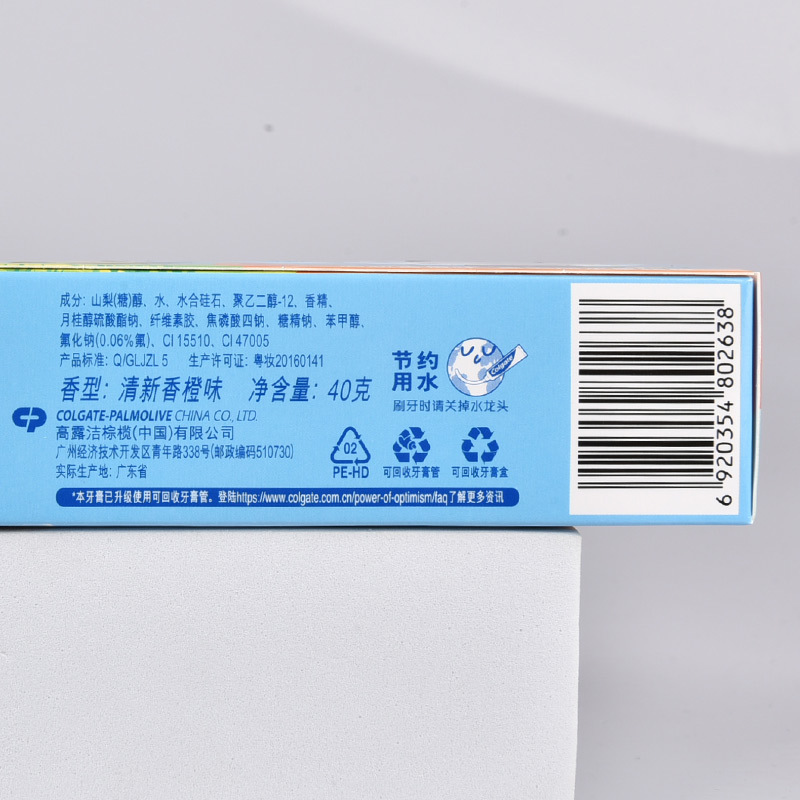 成分: 山梨(糖)醇、水、水合硅石、聚乙二醇-12、香精、
月桂醇硫酸酯钠、纤维素胶、焦磷酸四钠、糖精钠、苯甲醇、
氟化钠(0.06%氟)、CI 15510、CI 47005
产品标准: Q/GLJZL 5 生产许可证: 粤妆20160141
香型: 清新香橙味 净含量: 40克
CP COLGATE-PALMOLIVE CHINA CO., LTD.
高露洁棕榄(中国)有限公司
广州经济技术开发区青年路338号(邮政编码510730)
实际生产地: 广东省
节约
用水
Colgate
刷牙时请关掉水龙头
02
PE-HD
可回收牙膏管
可回收牙膏盒
*本牙膏已升级使用可回收牙膏管。登陆https://www.colgate.com.cn/power-of-optimism/faq了解更多资讯
6 920354 802638